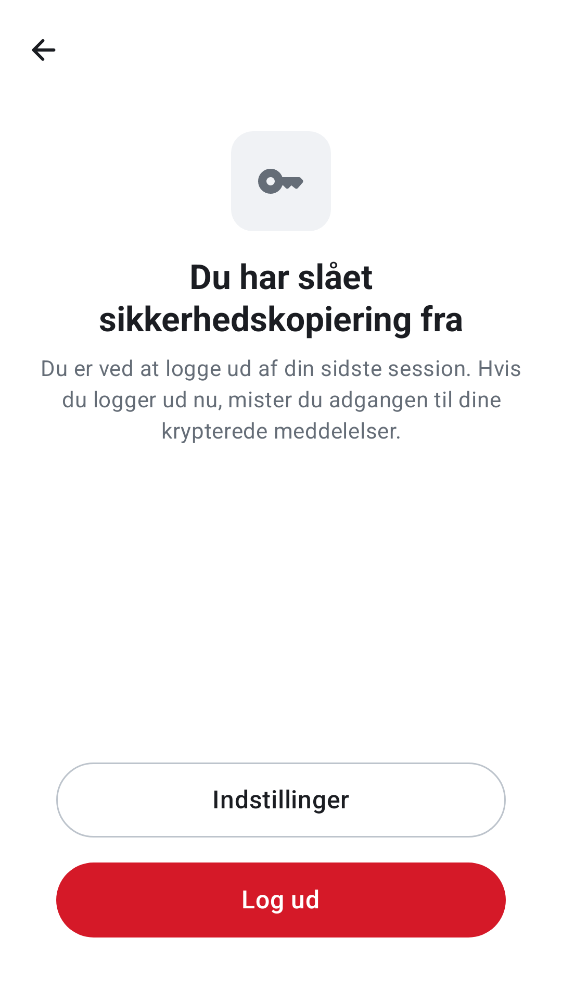 Du har slået
sikkerhedskopiering fra
Du er ved at logge ud af din sidste session. Hvis
du logger ud nu, mister du adgangen til dine
krypterede meddelelser.
Indstillinger
Log ud